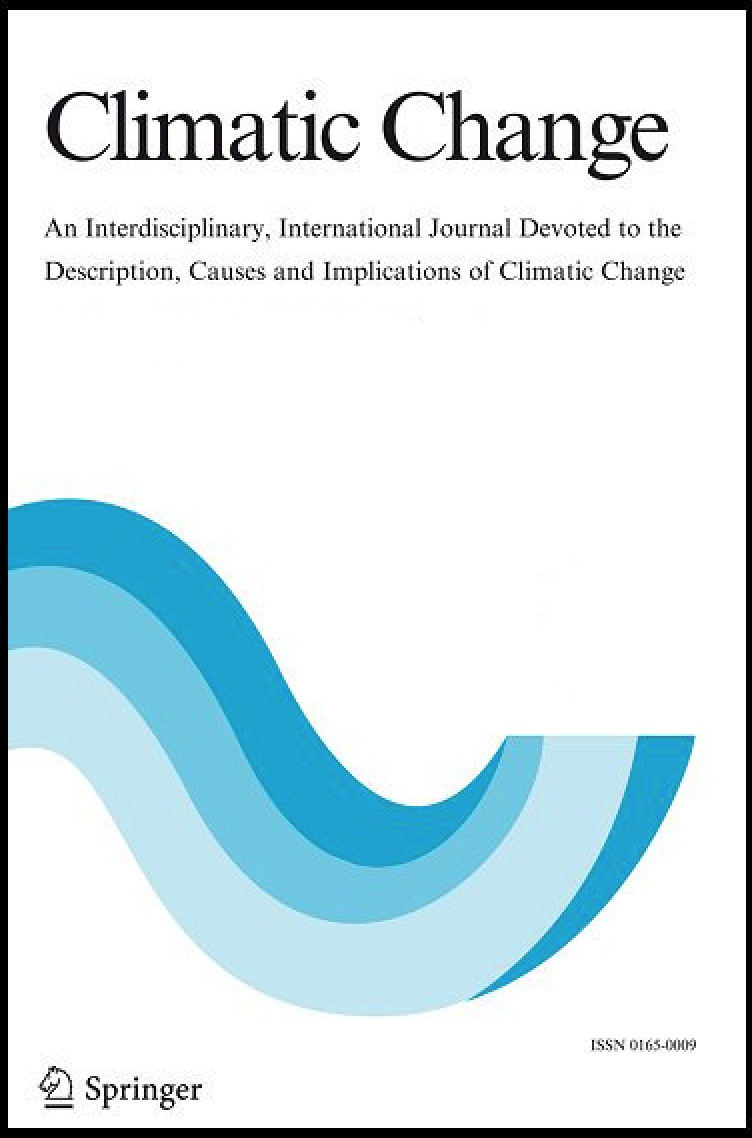 Climatic Change
An Interdisciplinary, International Journal Devoted to the
Description, Causes and Implications of Climatic Change
ISSN 0165-0009
Springer